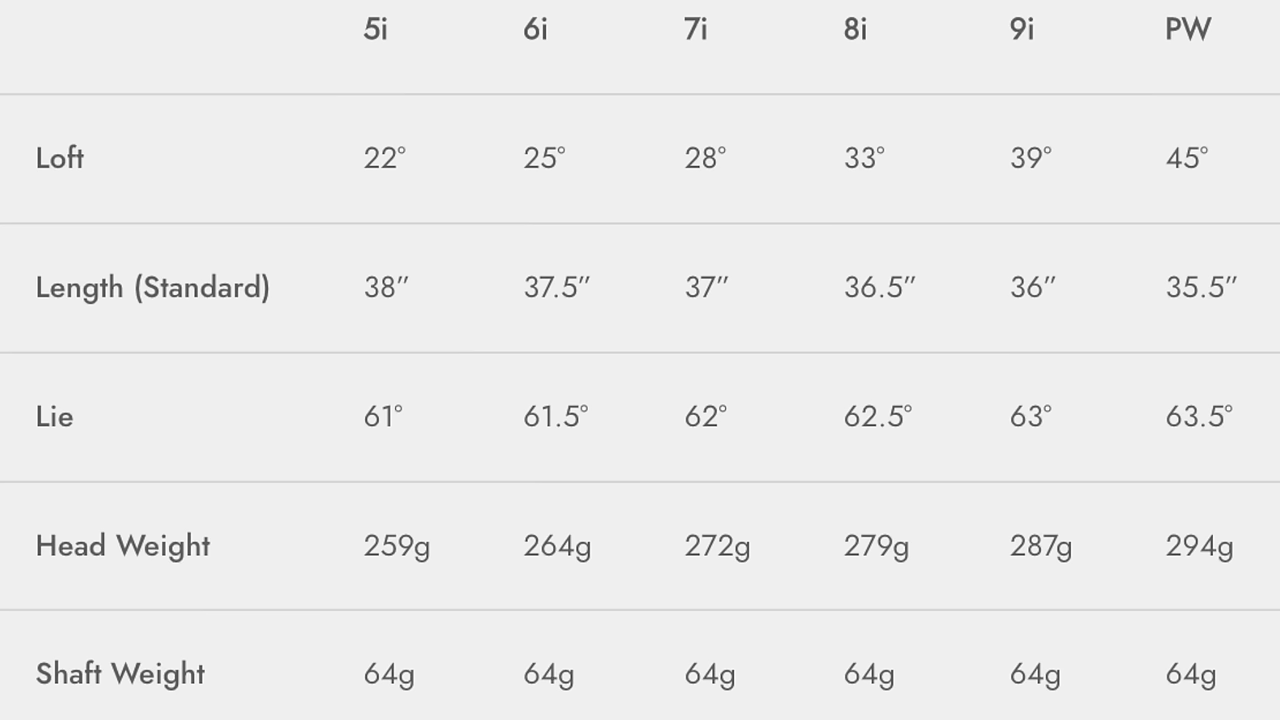 5i 6i 7i 8i 9i PW
Loft 22° 25° 28° 33° 39° 45°
Length (Standard) 38” 37.5” 37” 36.5” 36” 35.5”
Lie 61° 61.5° 62° 62.5° 63° 63.5°
Head Weight 259g 264g 272g 279g 287g 294g
Shaft Weight 64g 64g 64g 64g 64g 64g